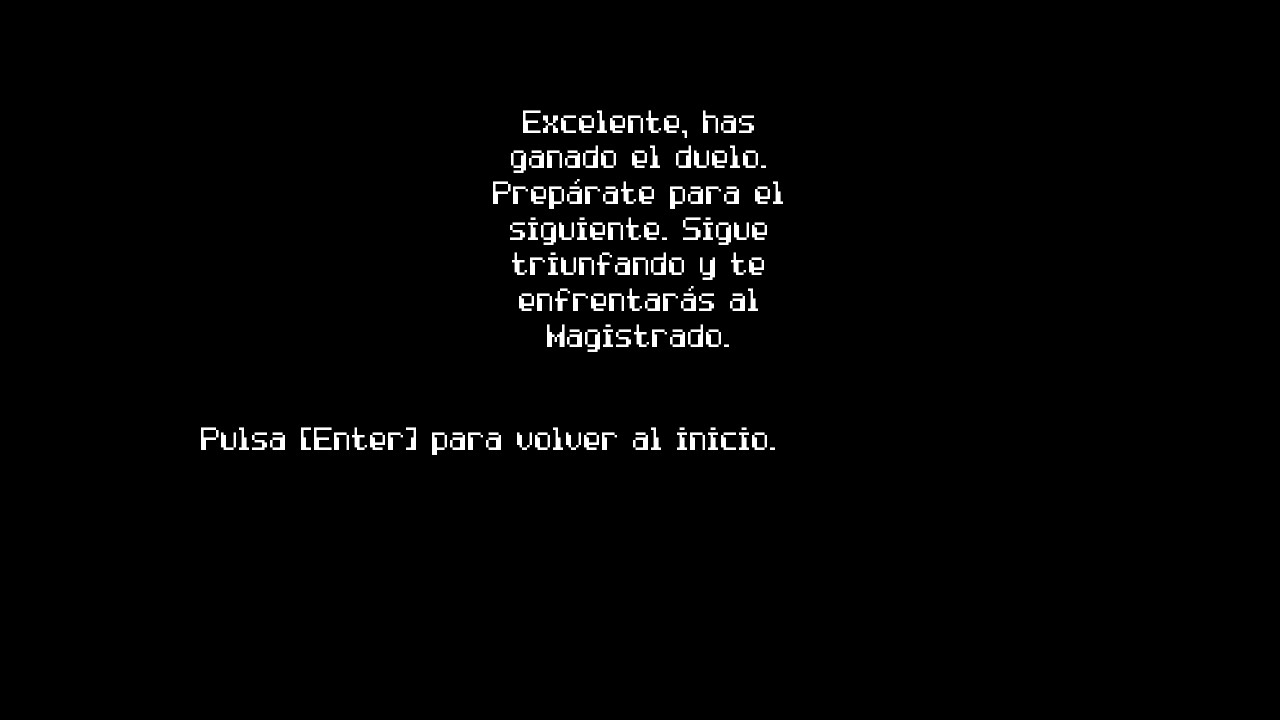 Excelente, has
ganado el duelo.
Prepárate para el
siguiente. Sigue
triunfando y te
enfrentarás al
Magistrado.
Pulsa [Enter] para volver al inicio.